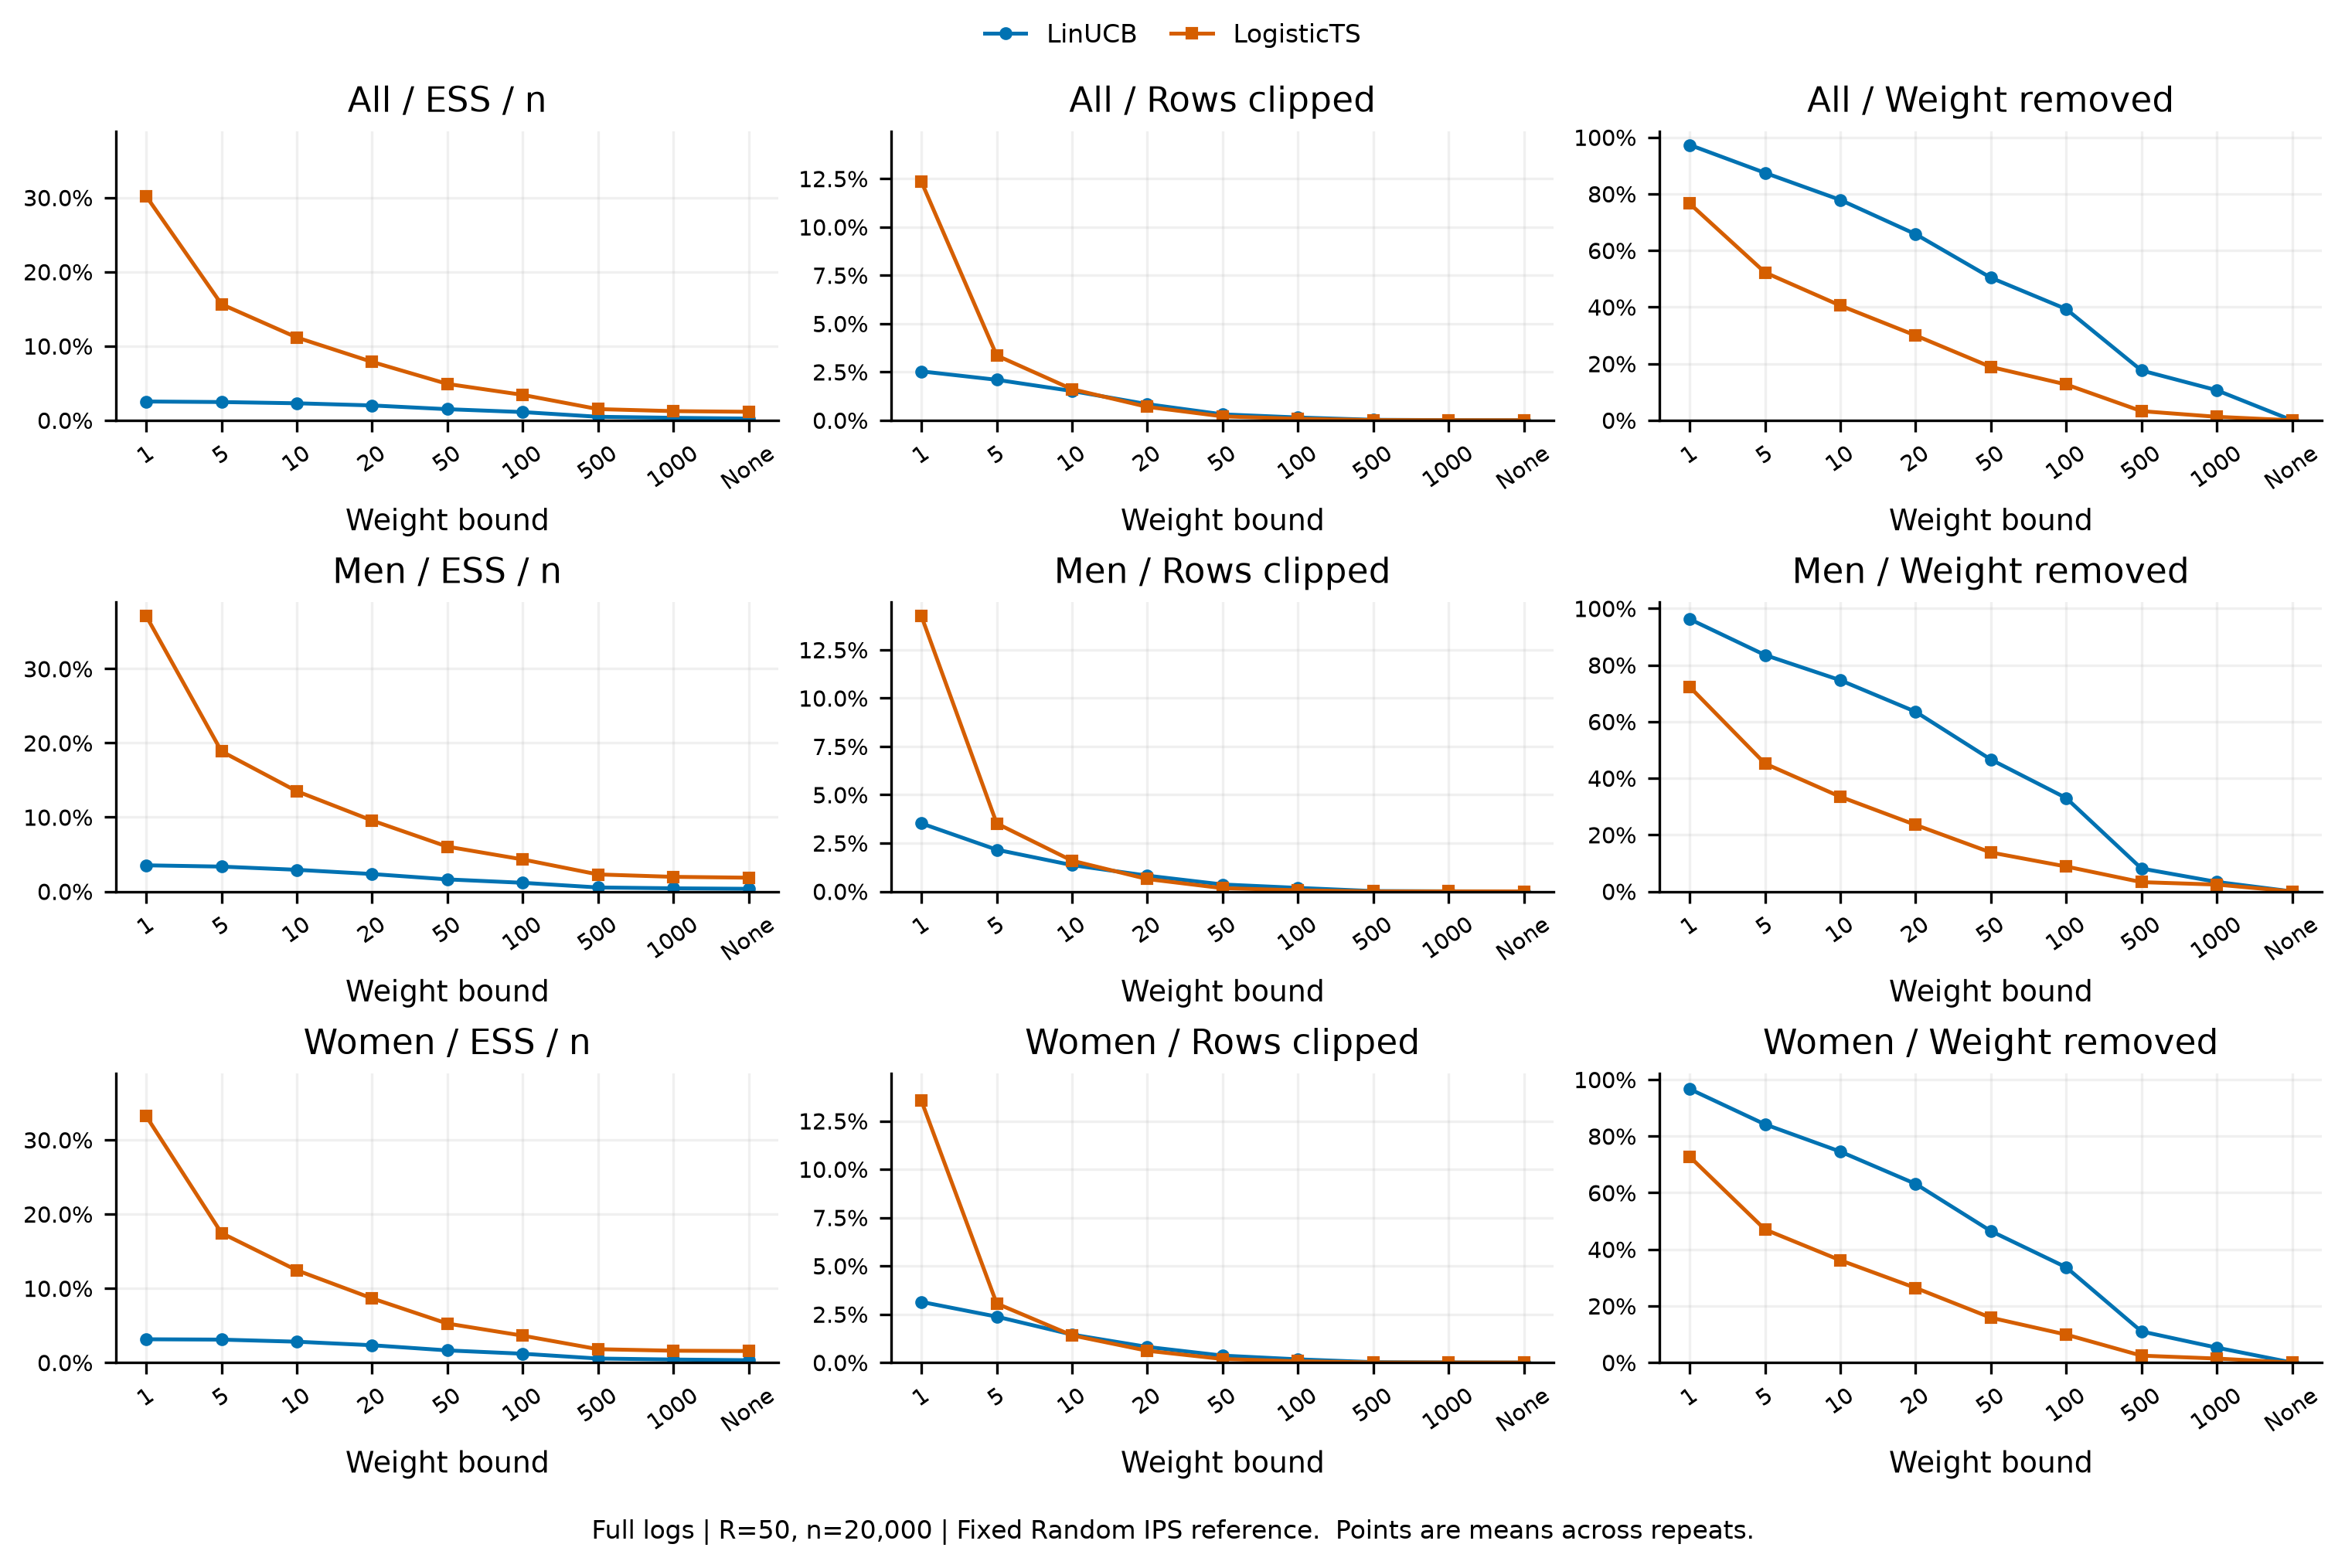 LinUCB LogisticTS
All / ESS / n
30.0%
20.0%
10.0%
0.0%
1 5 10 20 50 100 500 1000 None
Weight bound
All / Rows clipped
12.5%
10.0%
7.5%
5.0%
2.5%
0.0%
1 5 10 20 50 100 500 1000 None
Weight bound
All / Weight removed
100%
80%
60%
40%
20%
0%
1 5 10 20 50 100 500 1000 None
Weight bound
Men / ESS / n
30.0%
20.0%
10.0%
0.0%
1 5 10 20 50 100 500 1000 None
Weight bound
Men / Rows clipped
12.5%
10.0%
7.5%
5.0%
2.5%
0.0%
1 5 10 20 50 100 500 1000 None
Weight bound
Men / Weight removed
100%
80%
60%
40%
20%
0%
1 5 10 20 50 100 500 1000 None
Weight bound
Women / ESS / n
30.0%
20.0%
10.0%
0.0%
1 5 10 20 50 100 500 1000 None
Weight bound
Women / Rows clipped
12.5%
10.0%
7.5%
5.0%
2.5%
0.0%
1 5 10 20 50 100 500 1000 None
Weight bound
Women / Weight removed
100%
80%
60%
40%
20%
0%
1 5 10 20 50 100 500 1000 None
Weight bound
Full logs | R=50, n=20,000 | Fixed Random IPS reference.  Points are means across repeats.